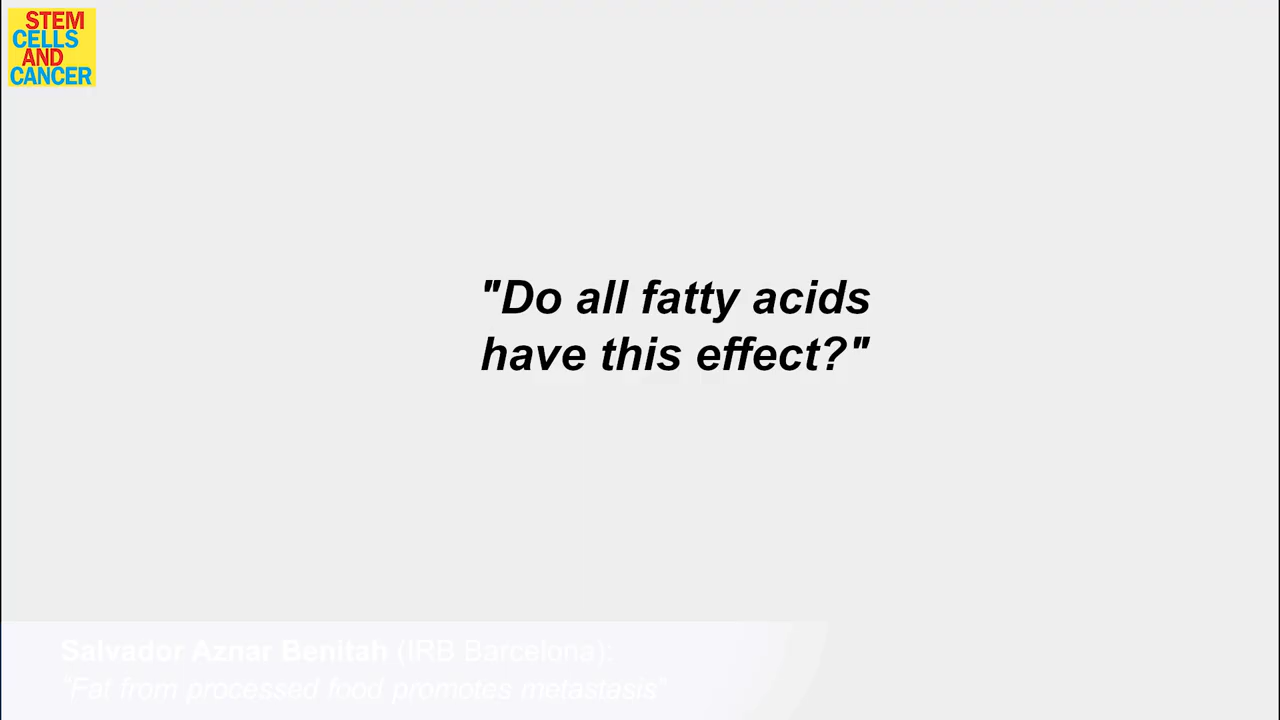 STEM
CELLS
AND
CANCER
"Do all fatty acids
have this effect?"
Salvador Aznar Benitah (IRB Barcelona):
"Fat from processed food promotes metastasis"